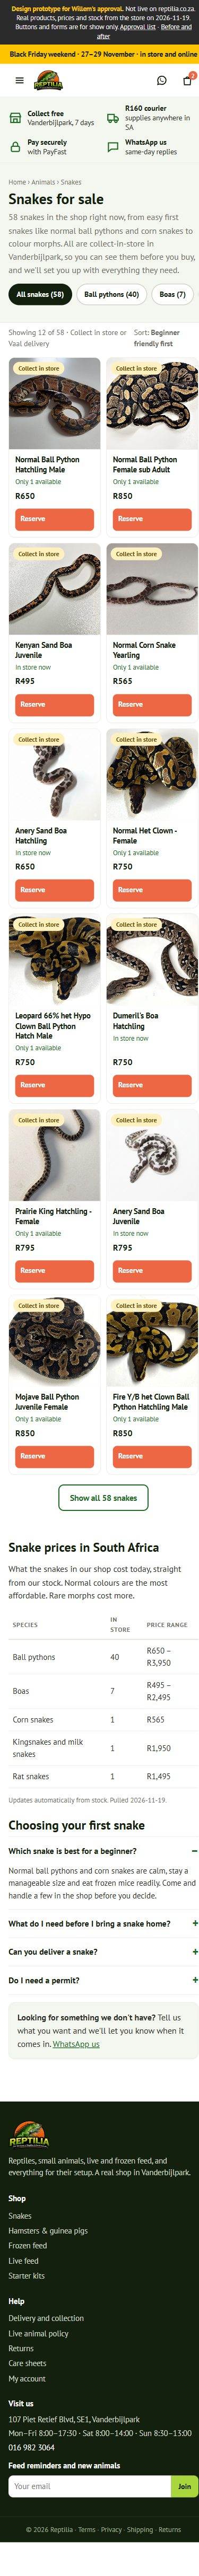 Design prototype for Willem's approval. Not live on reptilia.co.za.
Real products, prices and stock from the store on 2026-11-19.
Buttons and menus are for show only. Approval list · Before and
after
Black Friday weekend · 27–29 November · in store and online
REPTILIA
2
Collect free
Vanderbijlpark, 7 days
R160 courier
supplies anywhere in
SA
Pay securely
with PayFast
WhatsApp us
same-day replies
Home › Animals › Snakes
Snakes for sale
58 snakes in the shop right now, from easy first
snakes like normal ball pythons and corn snakes to
colour morphs. All are collect-in-store in
Vanderbijlpark, so you can see them before you buy,
and we'll set you up with everything they need.
All snakes (58)
Ball pythons (40)
Boas (7)
Showing 12 of 58 · Collect in store or
Vaal delivery
Sort: Beginner
friendly first
Collect in store
Normal Ball Python
Hatchling Male
Only 1 available
R650
Reserve
Collect in store
Normal Ball Python
Female sub Adult
Only 1 available
R850
Reserve
Collect in store
Kenyan Sand Boa
Juvenile
In store now
R495
Reserve
Collect in store
Normal Corn Snake
Yearling
Only 1 available
R565
Reserve
Collect in store
Anery Sand Boa
Hatchling
In store now
R650
Reserve
Collect in store
Normal Het Clown -
Female
Only 1 available
R750
Reserve
Collect in store
Leopard 66% het Hypo
Clown Ball Python
Hatch Male
Only 1 available
R750
Reserve
Collect in store
Dumeril's Boa
Hatchling
In store now
R750
Reserve
Collect in store
Prairie King Hatchling -
Female
Only 1 available
R795
Reserve
Collect in store
Anery Sand Boa
Juvenile
In store now
R795
Reserve
Collect in store
Mojave Ball Python
Juvenile Female
Only 1 available
R850
Reserve
Collect in store
Fire Y/B het Clown Ball
Python Hatchling Male
Only 1 available
R850
Reserve
Show all 58 snakes
Snake prices in South Africa
What the snakes in our shop cost today, straight
from our stock. Normal colours are the most
affordable. Rare morphs cost more.
SPECIES
IN
STORE
PRICE RANGE
Ball pythons
40
R650 –
R3,950
Boas
7
R495 –
R2,495
Corn snakes
1
R565
Kingsnakes and milk
snakes
1
R1,950
Rat snakes
1
R1,495
Updates automatically from stock. Pulled 2026-11-19.
Choosing your first snake
Which snake is best for a beginner? –
Normal ball pythons and corn snakes are calm, stay a
manageable size and eat frozen mice readily. Come and
handle a few in the shop before you decide.
What do I need before I bring a snake home? +
Can you deliver a snake? +
Do I need a permit? +
Looking for something we don't have? Tell us
what you want and we'll let you know when it
comes in. WhatsApp us
REPTILIA
Reptiles, small animals, live and frozen feed, and
everything for their setup. A real shop in Vanderbijlpark.
Shop
Snakes
Hamsters & guinea pigs
Frozen feed
Live feed
Starter kits
Help
Delivery and collection
Live animal policy
Returns
Care sheets
My account
Visit us
107 Piet Retief Blvd, SE1, Vanderbijlpark
Mon–Fri 8:00–17:30 · Sat 8:00–14:00 · Sun 8:30–13:00
016 982 3064
Feed reminders and new animals
Your email
Join
© 2026 Reptilia · Terms · Privacy · Shipping · Returns